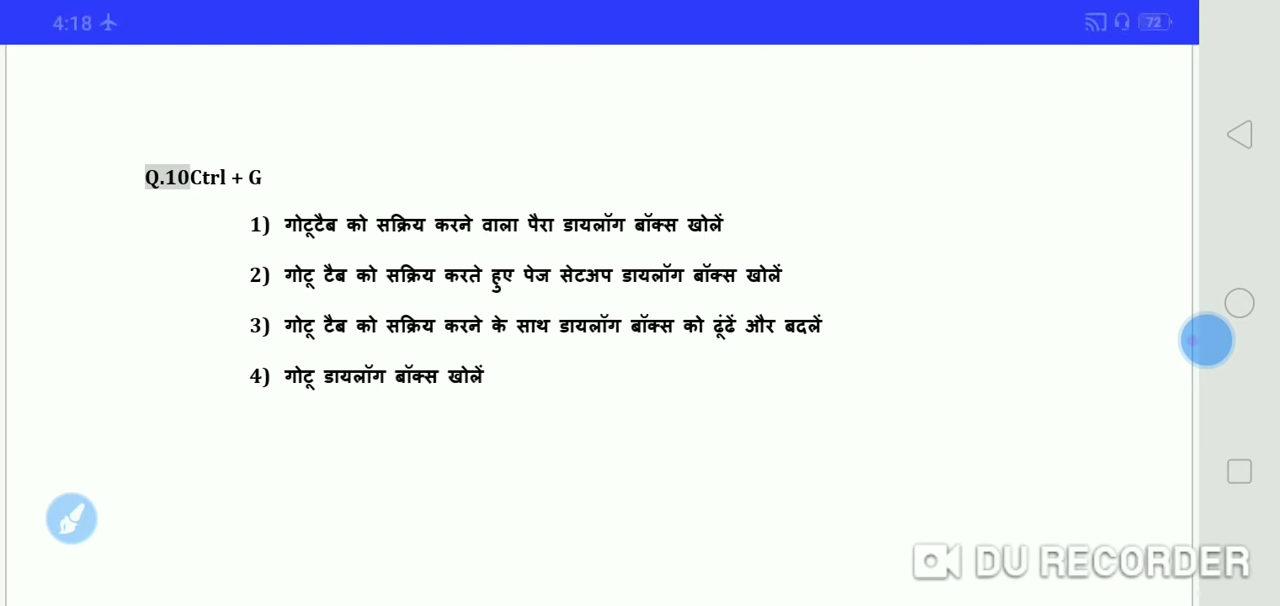 4:18
72
Q.10Ctrl + G
1) गोटूटैब को सक्रिय करने वाला पैरा डायलॉग बॉक्स खोलें
2) गोटू टैब को सक्रिय करते हुए पेज सेटअप डायलॉग बॉक्स खोलें
3) गोटू टैब को सक्रिय करने के साथ डायलॉग बॉक्स को ढूंढें और बदलें
4) गोटू डायलॉग बॉक्स खोलें
DU RECORDER